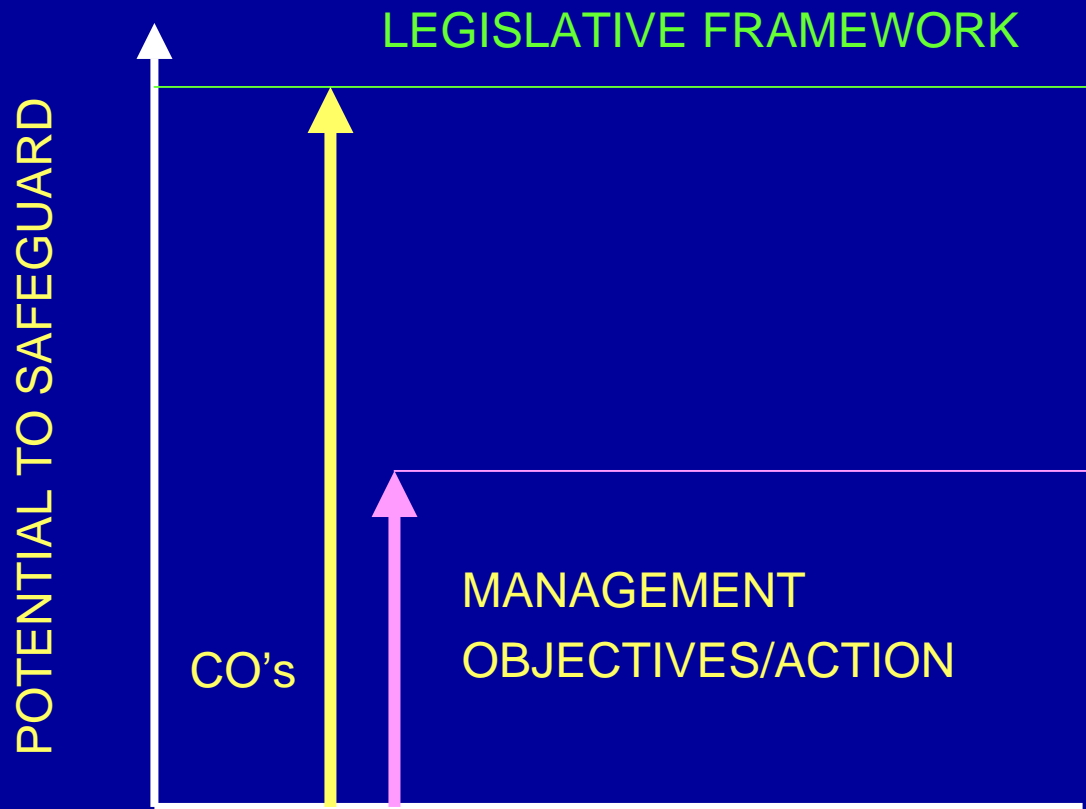 LEGISLATIVE FRAMEWORK
POTENTIAL TO SAFEGUARD
MANAGEMENT
OBJECTIVES/ACTION
CO’s